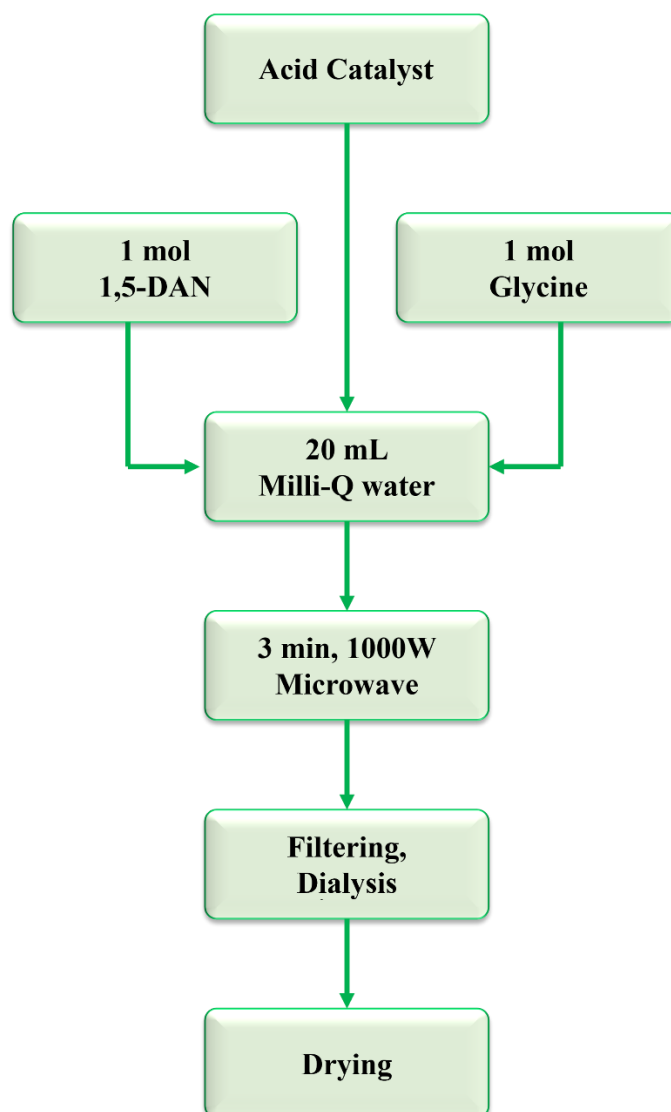 Acid Catalyst
1 mol
1,5-DAN
1 mol
Glycine
20 mL
Milli-Q water
3 min, 1000W
Microwave
Filtering,
Dialysis
Drying